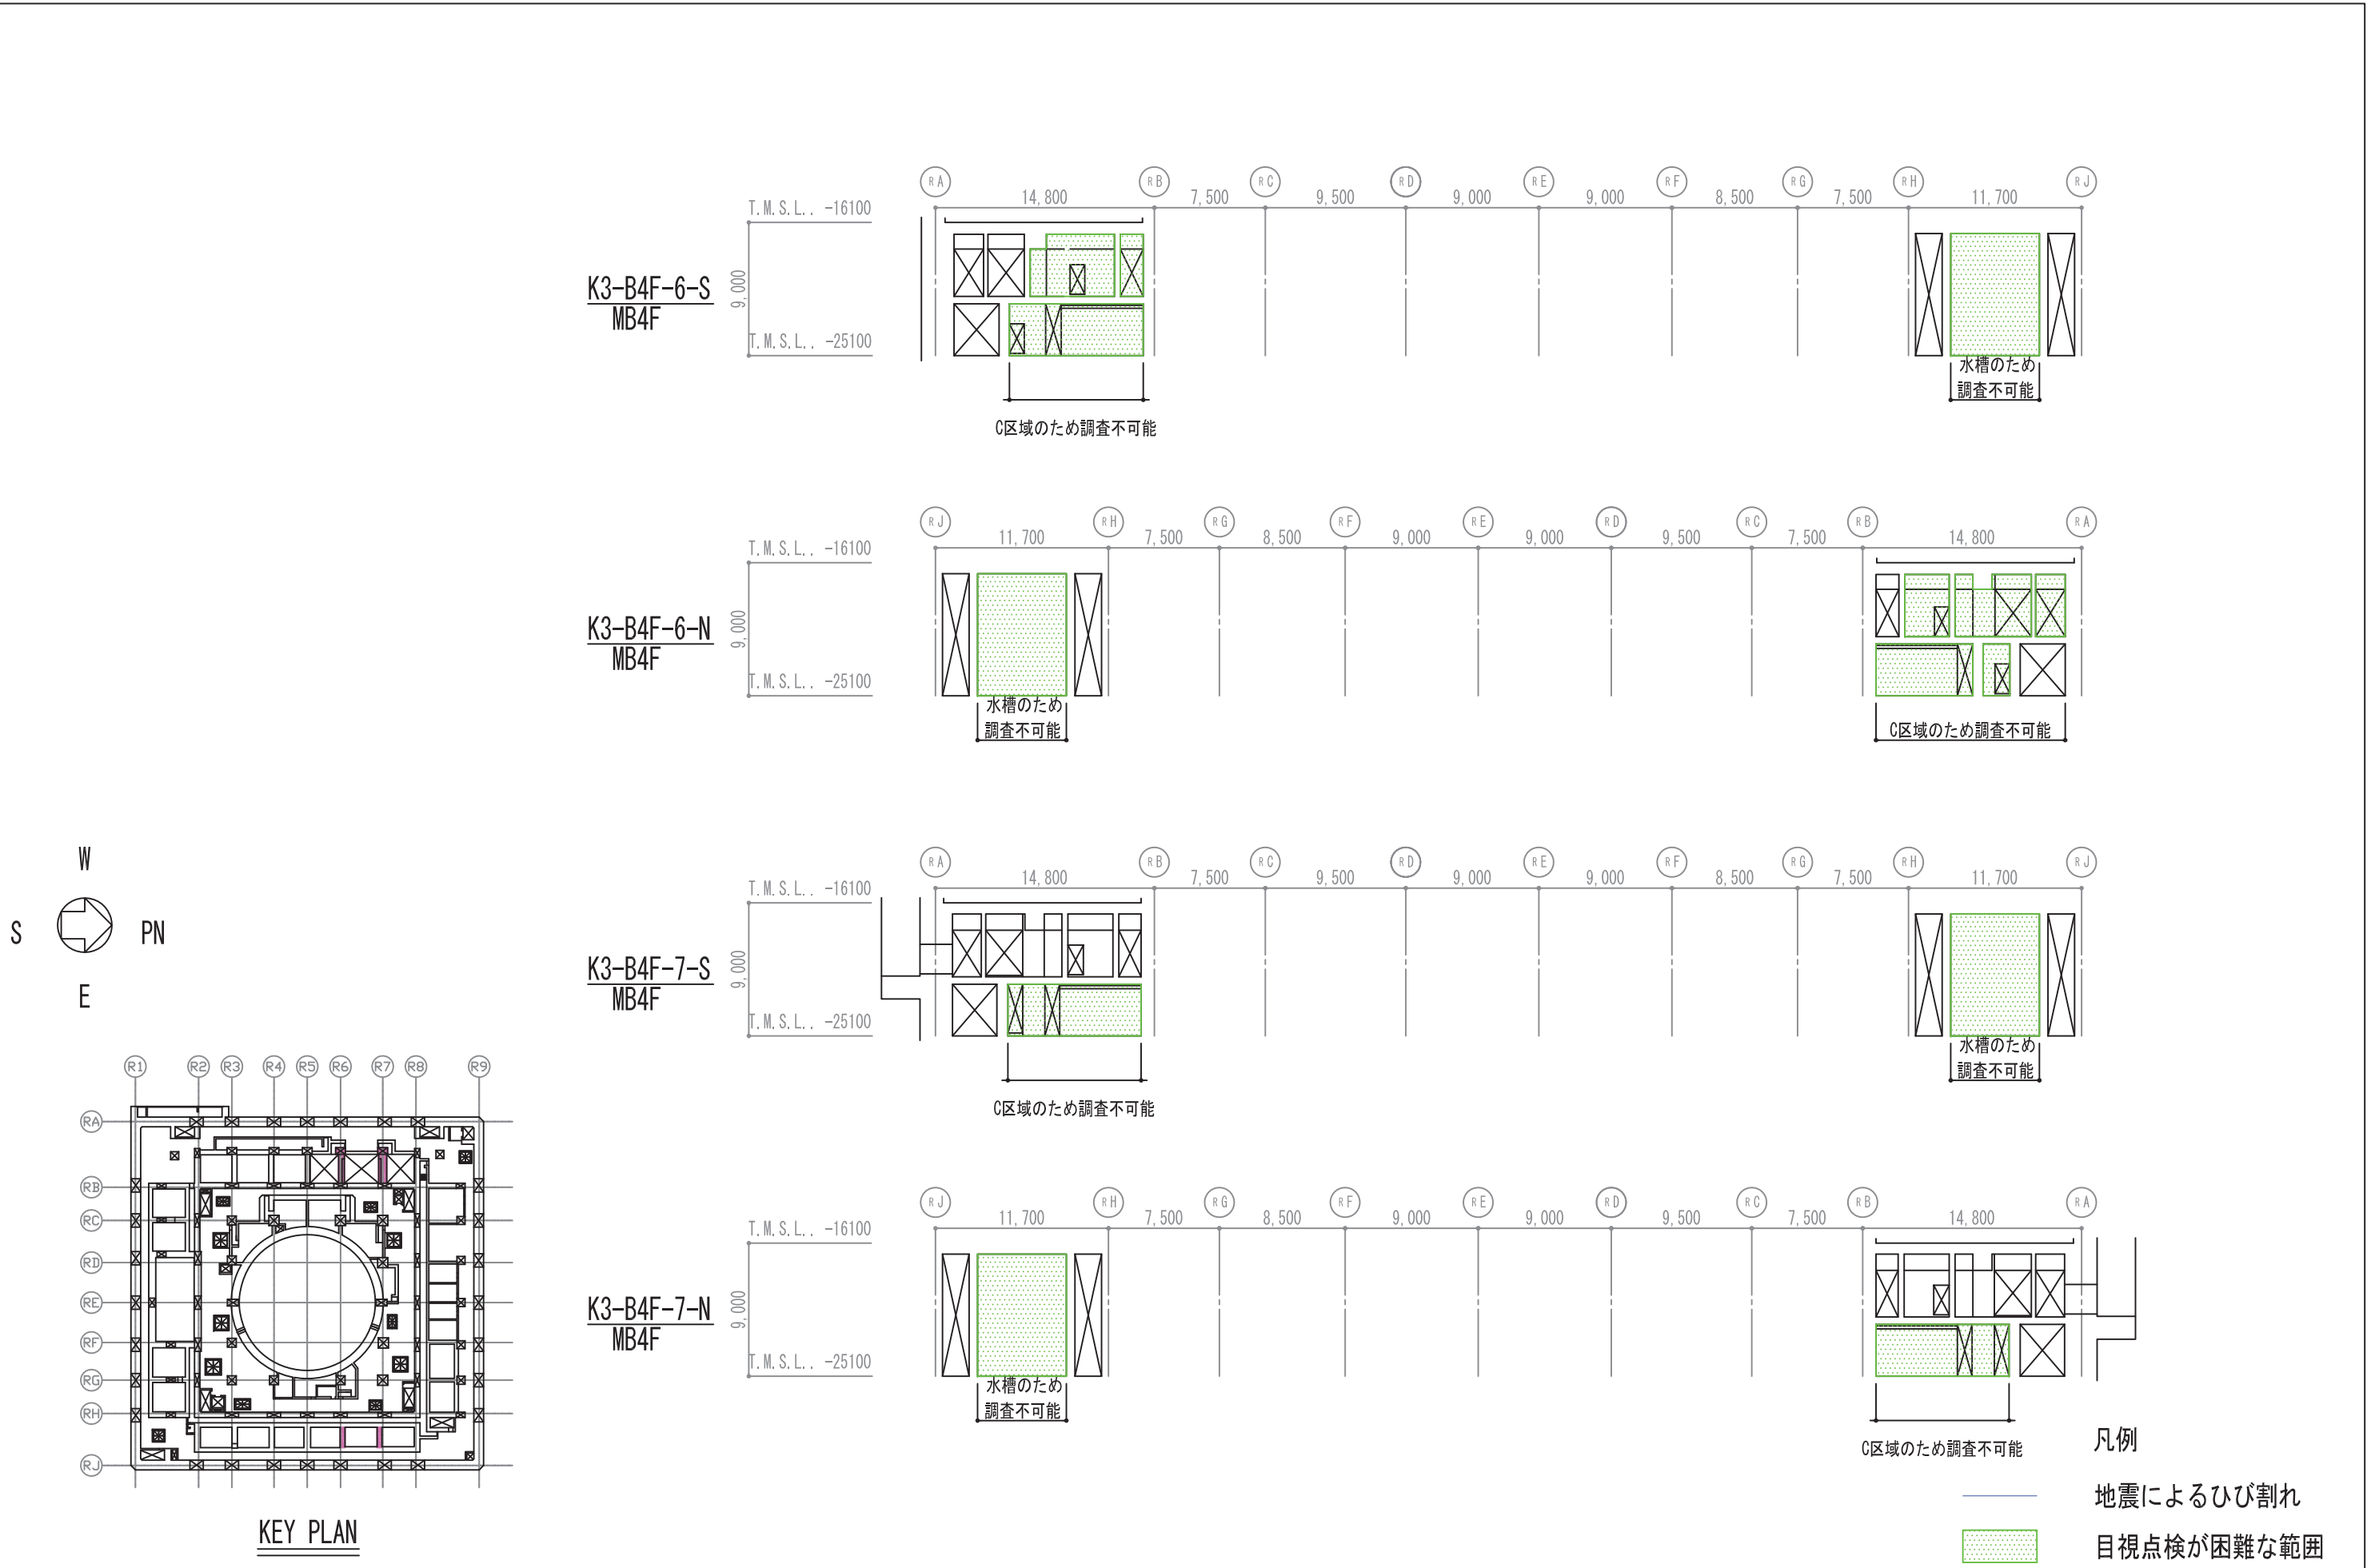 RA RB RC RD RE RF RG RH RJ
14,800 7,500 9,500 9,000 9,000 8,500 7,500 11,700
T.M.S.L.. -16100
K3-B4F-6-S
MB4F
9,000
T.M.S.L.. -25100
水槽のため
調査不可能
C区域のため調査不可能
RJ RH RG RF RE RD RC RB RA
11,700 7,500 8,500 9,000 9,000 9,500 7,500 14,800
T.M.S.L.. -16100
K3-B4F-6-N
MB4F
9,000
T.M.S.L.. -25100
水槽のため
調査不可能
C区域のため調査不可能
W
S
PN
E
RA RB RC RD RE RF RG RH RJ
14,800 7,500 9,500 9,000 9,000 8,500 7,500 11,700
T.M.S.L.. -16100
K3-B4F-7-S
MB4F
9,000
T.M.S.L.. -25100
水槽のため
調査不可能
C区域のため調査不可能
R1 R2 R3 R4 R5 R6 R7 R8 R9
RA
RB
RC
RD
RE
RF
RG
RH
RJ
KEY PLAN
RJ RH RG RF RE RD RC RB RA
11,700 7,500 8,500 9,000 9,000 9,500 7,500 14,800
T.M.S.L.. -16100
K3-B4F-7-N
MB4F
9,000
T.M.S.L.. -25100
水槽のため
調査不可能
C区域のため調査不可能
凡例
地震によるひび割れ
目視点検が困難な範囲